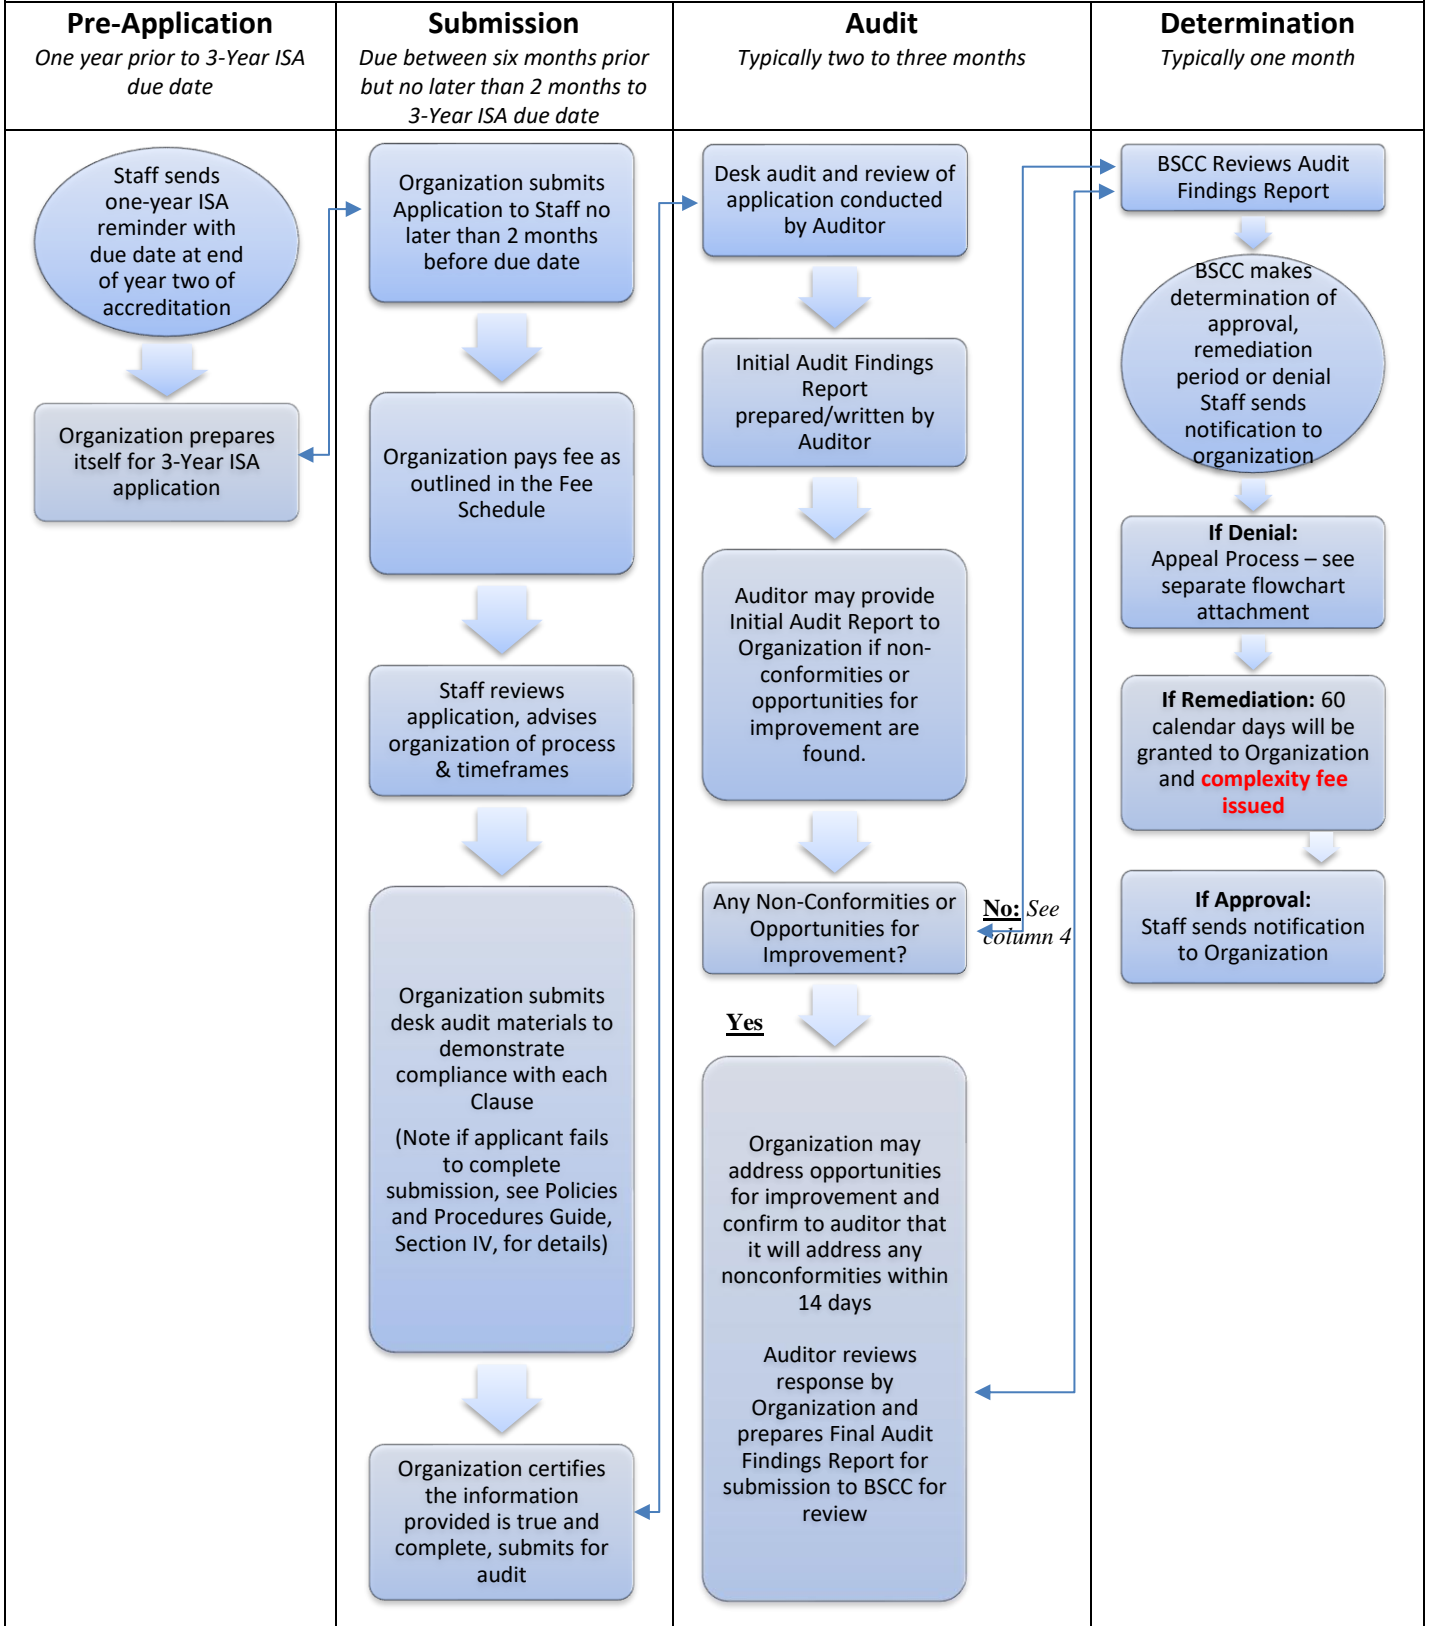 Pre-Application
One year prior to 3-Year ISA
due date
Submission
Due between six months prior
but no later than 2 months to
3-Year ISA due date
Audit
Typically two to three months
Determination
Typically one month
Staff sends
one-year ISA
reminder with
due date at end
of year two of
accreditation
Organization prepares
itself for 3-Year ISA
application
Organization submits
Application to Staff no
later than 2 months
before due date
Organization pays fee as
outlined in the Fee
Schedule
Staff reviews
application, advises
organization of process
& timeframes
Organization submits
desk audit materials to
demonstrate
compliance with each
Clause
(Note if applicant fails
to complete
submission, see Policies
and Procedures Guide,
Section IV, for details)
Organization certifies
the information
provided is true and
complete, submits for
audit
Desk audit and review of
application conducted
by Auditor
Initial Audit Findings
Report
prepared/written by
Auditor
Auditor may provide
Initial Audit Report to
Organization if non-
conformities or
opportunities for
improvement are
found.
Any Non-Conformities or
Opportunities for
Improvement?
No: See
column 4
Yes
Organization may
address opportunities
for improvement and
confirm to auditor that
it will address any
nonconformities within
14 days
Auditor reviews
response by
Organization and
prepares Final Audit
Findings Report for
submission to BSCC for
review
BSCC Reviews Audit
Findings Report
BSCC makes
determination of
approval,
remediation
period or denial
Staff sends
notification to
organization
If Denial:
Appeal Process – see
separate flowchart
attachment
If Remediation: 60
calendar days will be
granted to Organization
and complexity fee
issued
If Approval:
Staff sends notification
to Organization